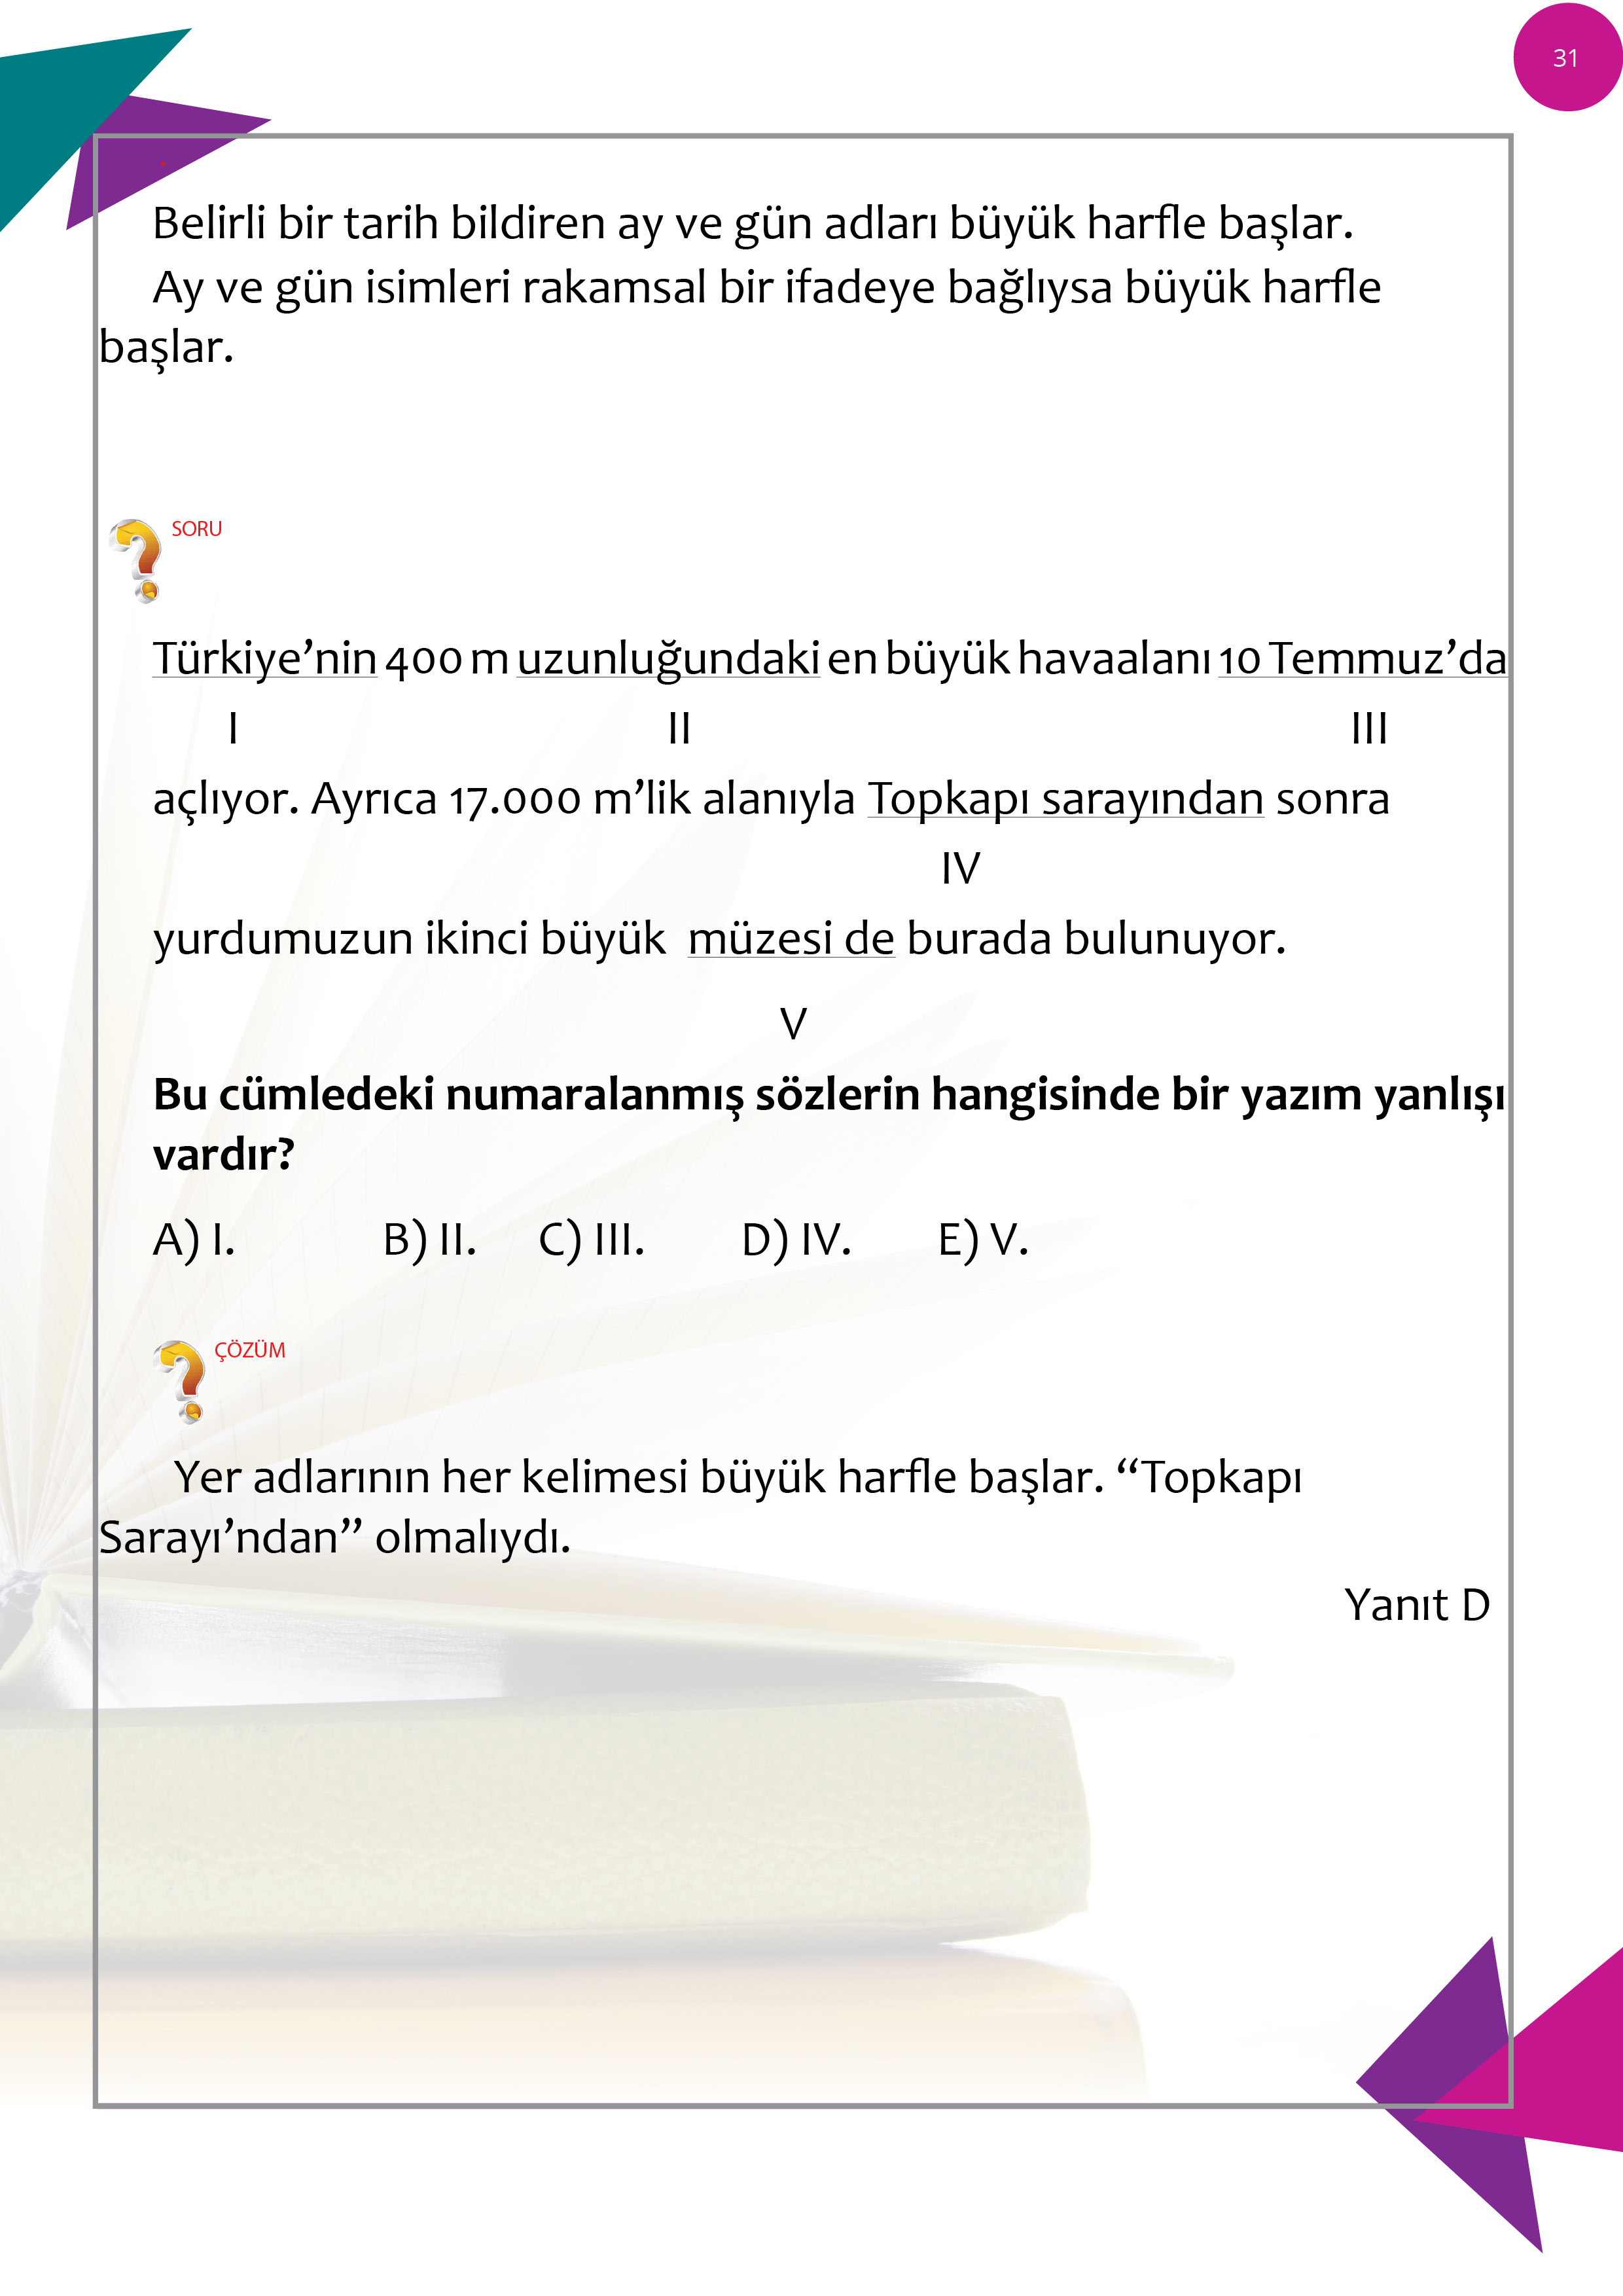 31
Belirli bir tarih bildiren ay ve gün adları büyük harfle başlar.
Ay ve gün isimleri rakamsal bir ifadeye bağlıysa büyük harfle
başlar.
SORU
Türkiye’nin 400 m uzunluğundaki en büyük havaalanı 10 Temmuz’da
I II III
açlıyor. Ayrıca 17.000 m’lik alanıyla Topkapı sarayından sonra
IV
yurdumuzun ikinci büyük müzesi de burada bulunuyor.
V
Bu cümledeki numaralanmış sözlerin hangisinde bir yazım yanlışı
vardır?
A) I. B) II. C) III. D) IV. E) V.
ÇÖZÜM
Yer adlarının her kelimesi büyük harfle başlar. “Topkapı
Sarayı’ndan” olmalıydı.
Yanıt D